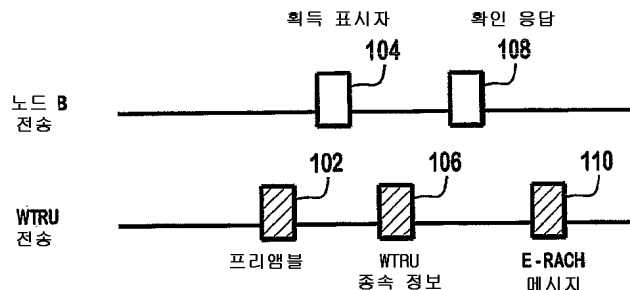 획득 표시자
확인 응답
104
108
노드 B
전송
102
106
110
WTRU
전송
프리앰블
WTRU
종속 정보
E-RACH
메시지